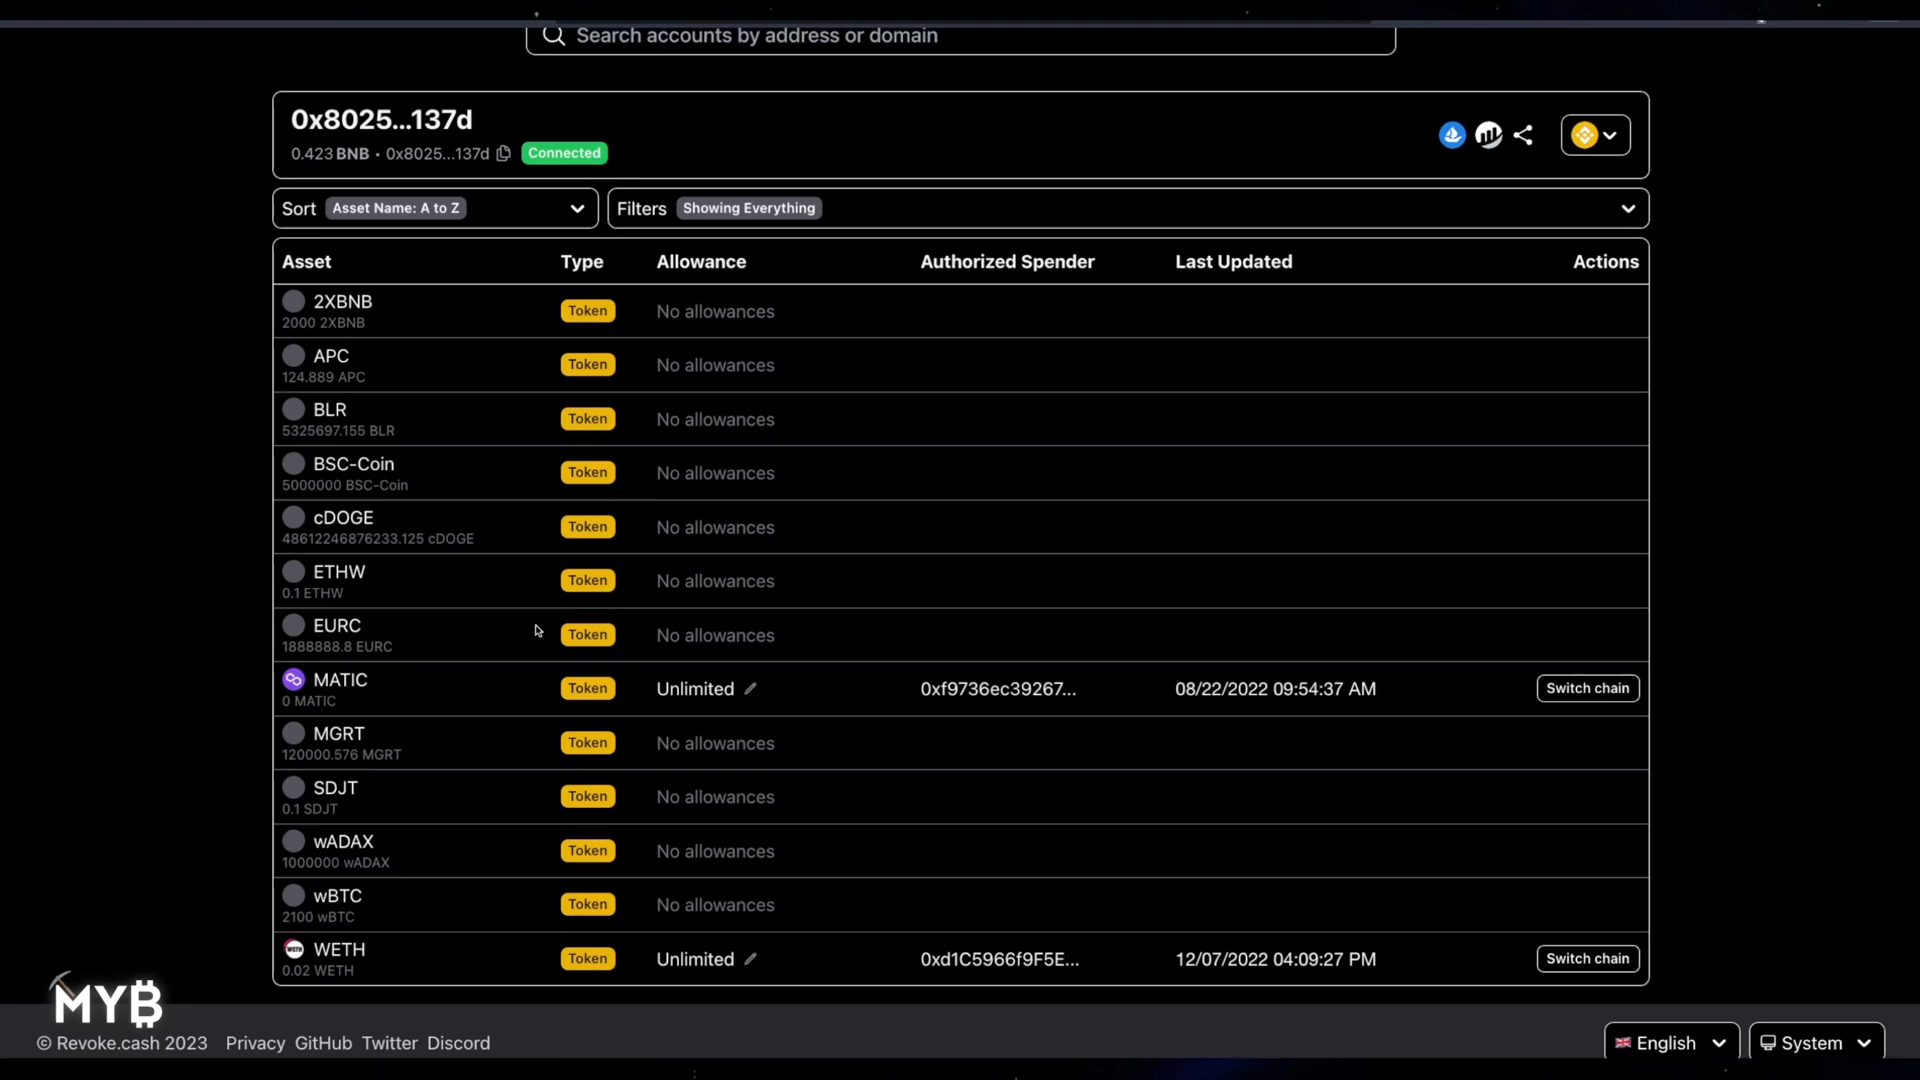 Search accounts by address or domain
0x8025...137d
0.423 BNB • 0x8025...137d Connected
Sort Asset Name: A to Z Filters Showing Everything
Asset Type Allowance Authorized Spender Last Updated Actions
2XBNB
2000 2XBNB
Token No allowances
APC
124.889 APC
Token No allowances
BLR
5325697.155 BLR
Token No allowances
BSC-Coin
5000000 BSC-Coin
Token No allowances
cDOGE
48612246876233.125 cDOGE
Token No allowances
ETHW
0.1 ETHW
Token No allowances
EURC
1888888.8 EURC
Token No allowances
MATIC
0 MATIC
Token Unlimited 0xf9736ec39267... 08/22/2022 09:54:37 AM Switch chain
MGRT
120000.576 MGRT
Token No allowances
SDJT
0.1 SDJT
Token No allowances
wADAX
1000000 wADAX
Token No allowances
wBTC
2100 wBTC
Token No allowances
WETH
WETH
0.02 WETH
Token Unlimited 0xd1C5966f9F5E... 12/07/2022 04:09:27 PM Switch chain
MYB
© Revoke.cash 2023 Privacy GitHub Twitter Discord English System